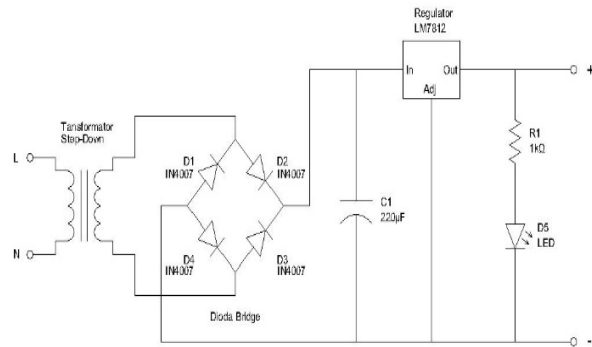 Regulator
LM7812
In
Out
Adj
+
Tansformator
Step-Down
L
N
D1
IN4007
D2
IN4007
D4
IN4007
D3
IN4007
Dioda Bridge
C1
220µF
R1
1kΩ
D5
LED
-